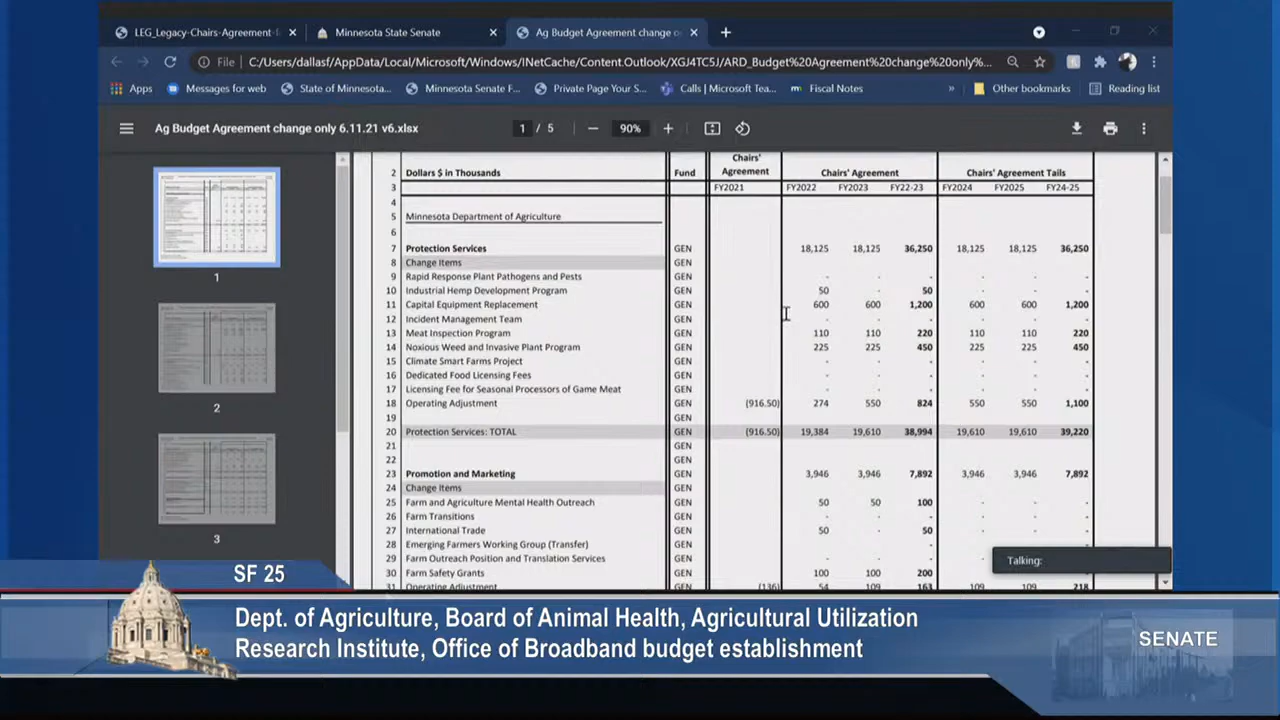 LEG_Legacy-Chairs-Agreement- Minnesota State Senate Ag Budget Agreement change o
File C:/Users/dallasf/AppData/Local/Microsoft/Windows/INetCache/Content.Outlook/XGJ4TC5J/ARD_Budget%20Agreement%20change%20only%...
Apps Messages for web State of Minnesota... Minnesota Senate F... Private Page Your S... Calls | Microsoft Tea... Fiscal Notes » Other bookmarks Reading list
Ag Budget Agreement change only 6.11.21 v6.xlsx 1 / 5 — 90% +
Chairs'
2 Dollars $ in Thousands Fund Agreement Chairs' Agreement Chairs' Agreement Tails
3 FY2021 FY2022 FY2023 FY22-23 FY2024 FY2025 FY24-25
4
5 Minnesota Department of Agriculture
6
7 Protection Services GEN 18,125 18,125 36,250 18,125 18,125 36,250
8 Change Items GEN
9 Rapid Response Plant Pathogens and Pests GEN - - - - - -
10 Industrial Hemp Development Program GEN 50 - 50 - - -
11 Capital Equipment Replacement GEN 600 600 1,200 600 600 1,200
12 Incident Management Team GEN - - - - - -
13 Meat Inspection Program GEN 110 110 220 110 110 220
14 Noxious Weed and Invasive Plant Program GEN 225 225 450 225 225 450
15 Climate Smart Farms Project GEN - - - - - -
16 Dedicated Food Licensing Fees GEN - - - - - -
17 Licensing Fee for Seasonal Processors of Game Meat GEN - - - - - -
18 Operating Adjustment GEN (916.50) 274 550 824 550 550 1,100
19 GEN
20 Protection Services: TOTAL GEN (916.50) 19,384 19,610 38,994 19,610 19,610 39,220
21 GEN
22 GEN
23 Promotion and Marketing GEN 3,946 3,946 7,892 3,946 3,946 7,892
24 Change Items GEN
25 Farm and Agriculture Mental Health Outreach GEN 50 50 100 - - -
26 Farm Transitions GEN - - - - - -
27 International Trade GEN 50 - 50 - - -
28 Emerging Farmers Working Group (Transfer) GEN - - -
29 Farm Outreach Position and Translation Services GEN - - - -
30 Farm Safety Grants GEN 100 100 200 -
31 Operating Adjustment GEN (136) 54 109 163 109 109 218
1
2
3
Talking:
SF 25
Dept. of Agriculture, Board of Animal Health, Agricultural Utilization
Research Institute, Office of Broadband budget establishment
SENATE